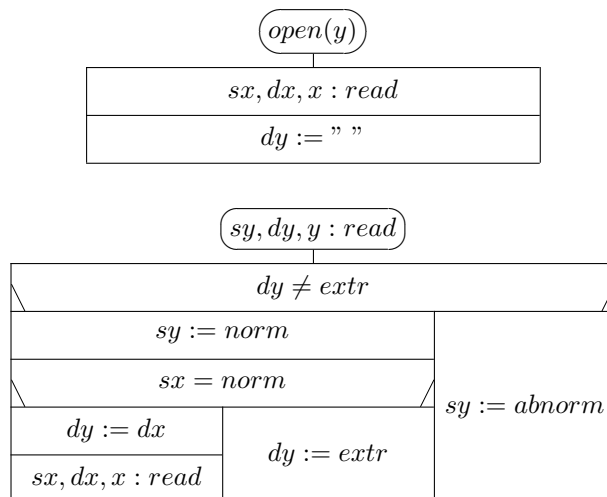 open(y)
sx, dx, x : read
dy := ” ”
sy, dy, y : read
dy ≠ extr
sy := norm
sx = norm
sy := abnorm
dy := dx
dy := extr
sx, dx, x : read